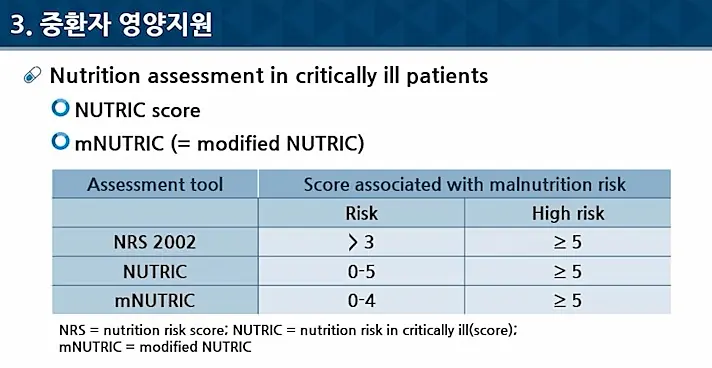 3. 중환자 영양지원
Nutrition assessment in critically ill patients
NUTRIC score
mNUTRIC (= modified NUTRIC)
Assessment tool Score associated with malnutrition risk
Risk High risk
NRS 2002 > 3 ≥ 5
NUTRIC 0-5 ≥ 5
mNUTRIC 0-4 ≥ 5
NRS = nutrition risk score; NUTRIC = nutrition risk in critically ill(score);
mNUTRIC = modified NUTRIC